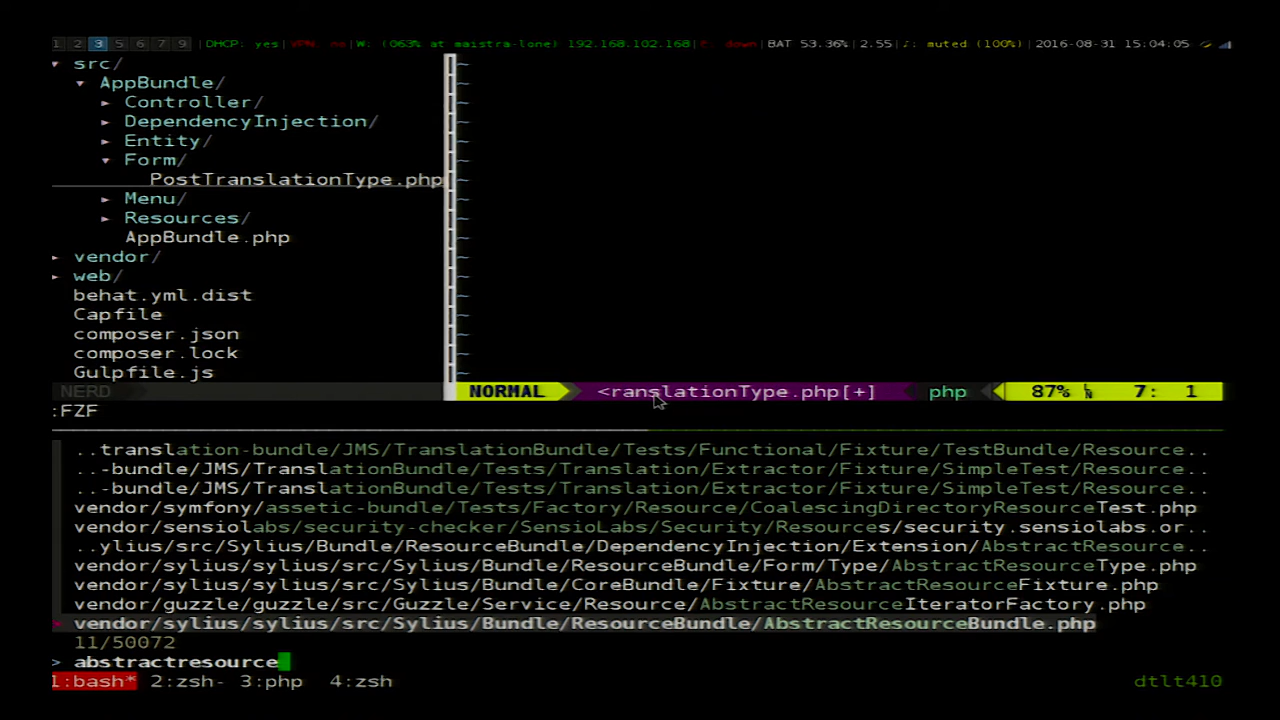 1 2 3 5 6 7 9 |DHCP: yes| VPN: no|W: (063% at maistra-lone) 192.168.102.168|E: down|BAT 53.36%|2.55|♪: muted (100%)|2016-08-31 15:04:05
▾ src/
▾ AppBundle/
▸ Controller/
▸ DependencyInjection/
▸ Entity/
▾ Form/
PostTranslationType.php
▸ Menu/
▸ Resources/
AppBundle.php
▸ vendor/
▸ web/
behat.yml.dist
Capfile
composer.json
composer.lock
Gulpfile.js
NERD
NORMAL <ranslationType.php[+] php 87% 7: 1
:FZF
..translation-bundle/JMS/TranslationBundle/Tests/Functional/Fixture/TestBundle/Resource..
..-bundle/JMS/TranslationBundle/Tests/Translation/Extractor/Fixture/SimpleTest/Resource..
..-bundle/JMS/TranslationBundle/Tests/Translation/Extractor/Fixture/SimpleTest/Resource..
vendor/symfony/assetic-bundle/Tests/Factory/Resource/CoalescingDirectoryResourceTest.php
vendor/sensiolabs/security-checker/SensioLabs/Security/Resources/security.sensiolabs.or..
..ylius/src/Sylius/Bundle/ResourceBundle/DependencyInjection/Extension/AbstractResource..
vendor/sylius/sylius/src/Sylius/Bundle/ResourceBundle/Form/Type/AbstractResourceType.php
vendor/sylius/sylius/src/Sylius/Bundle/CoreBundle/Fixture/AbstractResourceFixture.php
vendor/guzzle/guzzle/src/Guzzle/Service/Resource/AbstractResourceIteratorFactory.php
> vendor/sylius/sylius/src/Sylius/Bundle/ResourceBundle/AbstractResourceBundle.php
11/50072
> abstractresource
1:bash* 2:zsh- 3:php 4:zsh dtlt410